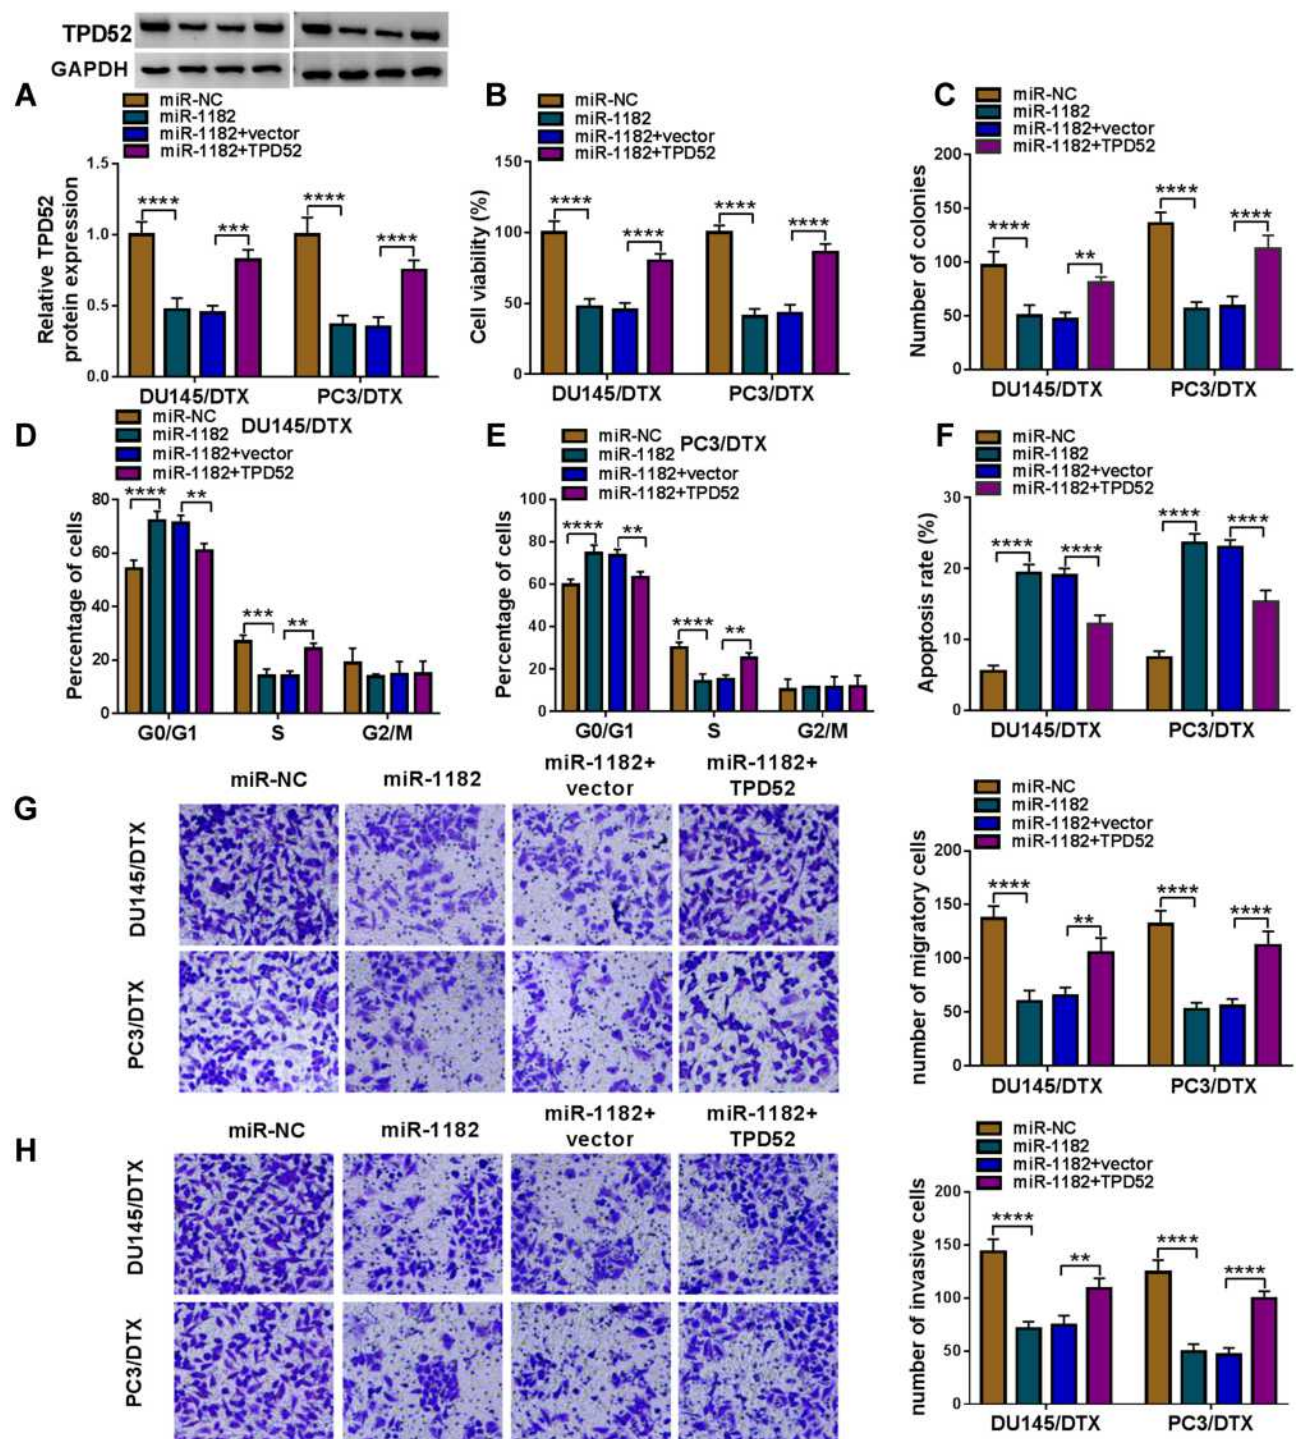 TPD52
GAPDH
A
miR-NC
miR-1182
miR-1182+vector
miR-1182+TPD52
Relative TPD52
protein expression
1.5
1.0
0.5
0.0
****
***
****
****
DU145/DTX
PC3/DTX
B
miR-NC
miR-1182
miR-1182+vector
miR-1182+TPD52
Cell viability (%)
150
100
50
0
****
****
****
****
DU145/DTX
PC3/DTX
C
miR-NC
miR-1182
miR-1182+vector
miR-1182+TPD52
Number of colonies
200
150
100
50
0
****
**
****
****
DU145/DTX
PC3/DTX
D
miR-NC
miR-1182
miR-1182+vector
miR-1182+TPD52
DU145/DTX
Percentage of cells
80
60
40
20
0
****
**
***
**
G0/G1
S
G2/M
E
miR-NC
miR-1182
miR-1182+vector
miR-1182+TPD52
PC3/DTX
Percentage of cells
100
80
60
40
20
0
****
**
****
**
G0/G1
S
G2/M
F
miR-NC
miR-1182
miR-1182+vector
miR-1182+TPD52
Apoptosis rate (%)
30
20
10
0
****
****
****
****
DU145/DTX
PC3/DTX
G
miR-NC
miR-1182
miR-1182+
vector
miR-1182+
TPD52
DU145/DTX
PC3/DTX
miR-NC
miR-1182
miR-1182+vector
miR-1182+TPD52
number of migratory cells
200
150
100
50
0
****
**
****
****
DU145/DTX
PC3/DTX
H
miR-NC
miR-1182
miR-1182+
vector
miR-1182+
TPD52
DU145/DTX
PC3/DTX
miR-NC
miR-1182
miR-1182+vector
miR-1182+TPD52
number of invasive cells
200
150
100
50
0
****
**
****
****
DU145/DTX
PC3/DTX